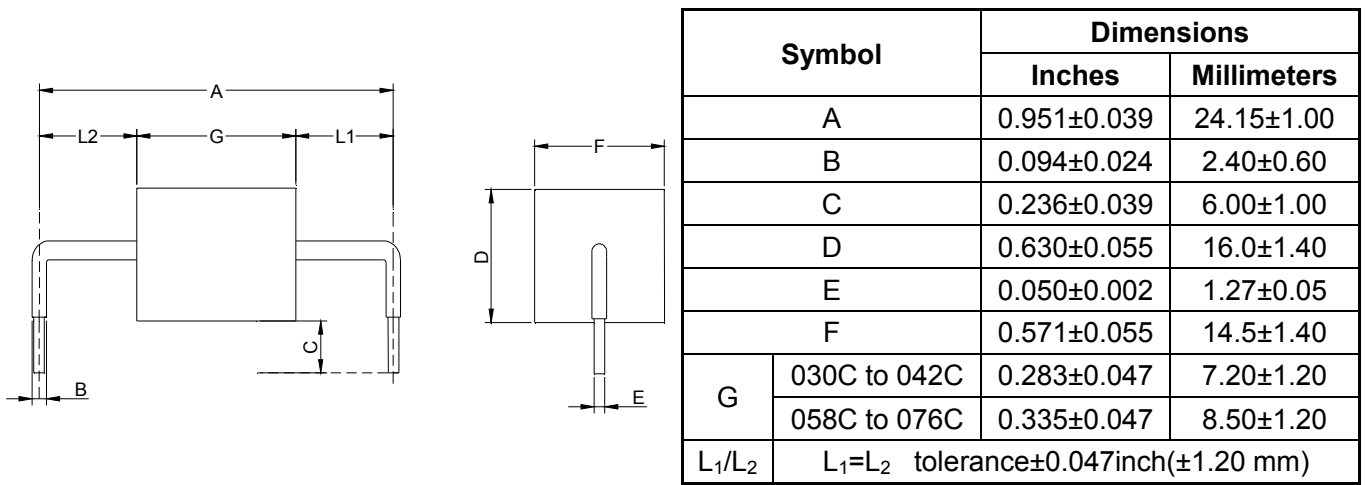 A
L2
G
L1
C
B
F
D
E
Symbol
Dimensions
Inches
Millimeters
A 0.951±0.039 24.15±1.00
B 0.094±0.024 2.40±0.60
C 0.236±0.039 6.00±1.00
D 0.630±0.055 16.0±1.40
E 0.050±0.002 1.27±0.05
F 0.571±0.055 14.5±1.40
G
030C to 042C 0.283±0.047 7.20±1.20
058C to 076C 0.335±0.047 8.50±1.20
L₁/L₂ L₁=L₂ tolerance±0.047inch(±1.20 mm)